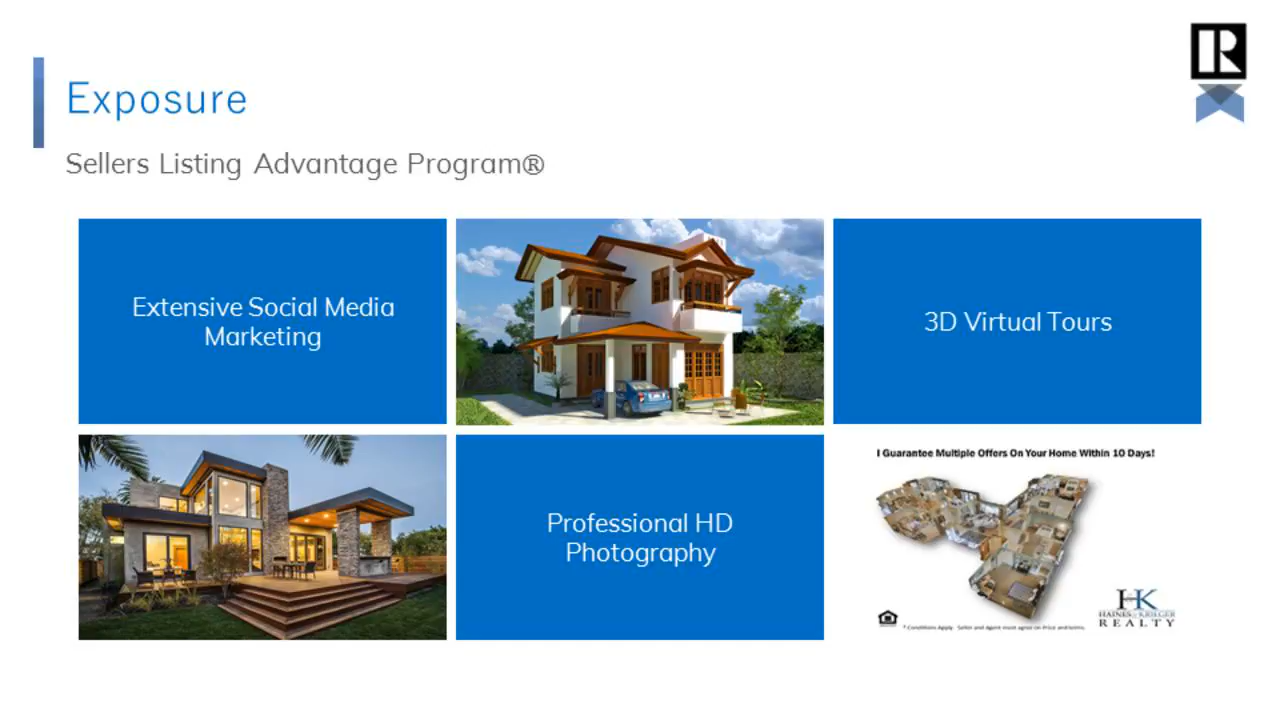 Exposure
Sellers Listing Advantage Program®
Extensive Social Media
Marketing
3D Virtual Tours
Professional HD
Photography
I Guarantee Multiple Offers On Your Home Within 10 Days!
HK
HAINES & KRIEGER
REALTY
* Conditions Apply. Seller and Agent must agree on Price and terms.